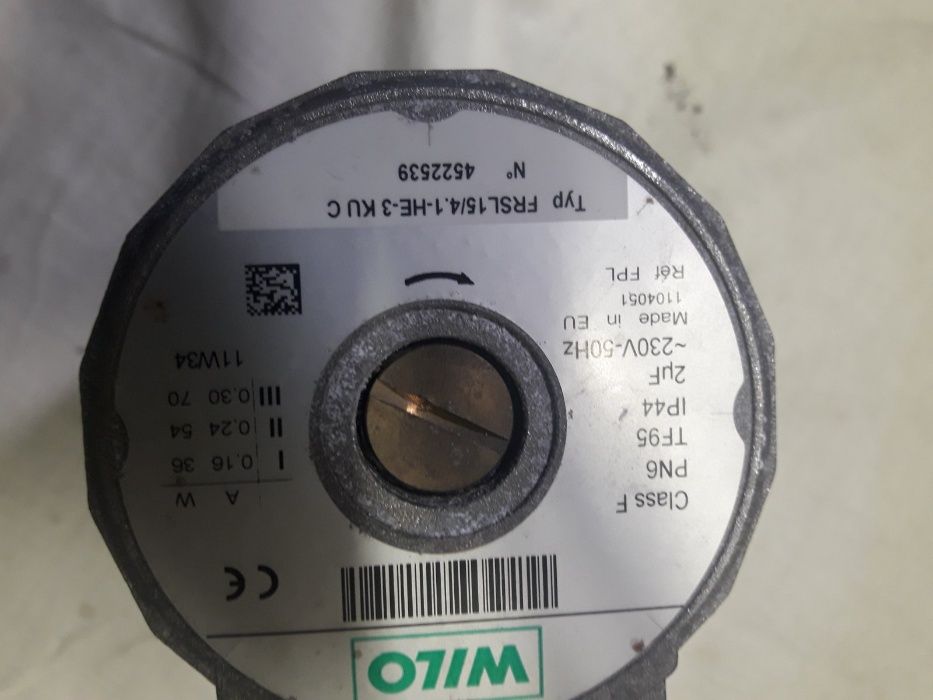 WILO
CE
Class F
PN6
TF95
IP44
2µF
~230V-50Hz
Made in EU
1104051
Réf FPL
A W
I 0.16 36
II 0.24 54
III 0.30 70
11W34
Typ FRSL15/4.1-HE-3 KU C
N° 4522539